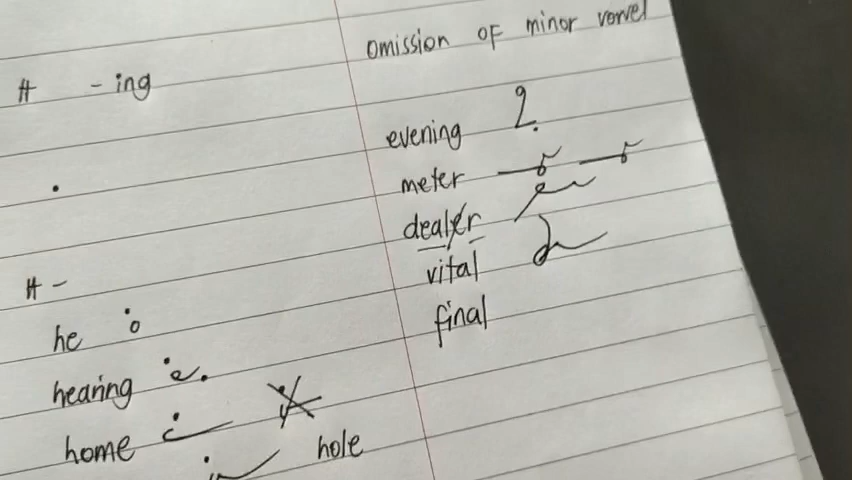 H -ing
H -
he
hearing
home
hole
omission of minor vowel
evening
meter
dealer
vital
final